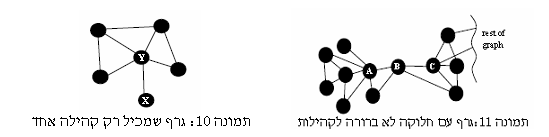 Y
X
תמונה 10: גרף שמכיל רק קהילה אחד
A
B
C
rest of
graph
תמונה 11:גרף עם חלוקה לא ברורה לקהילות